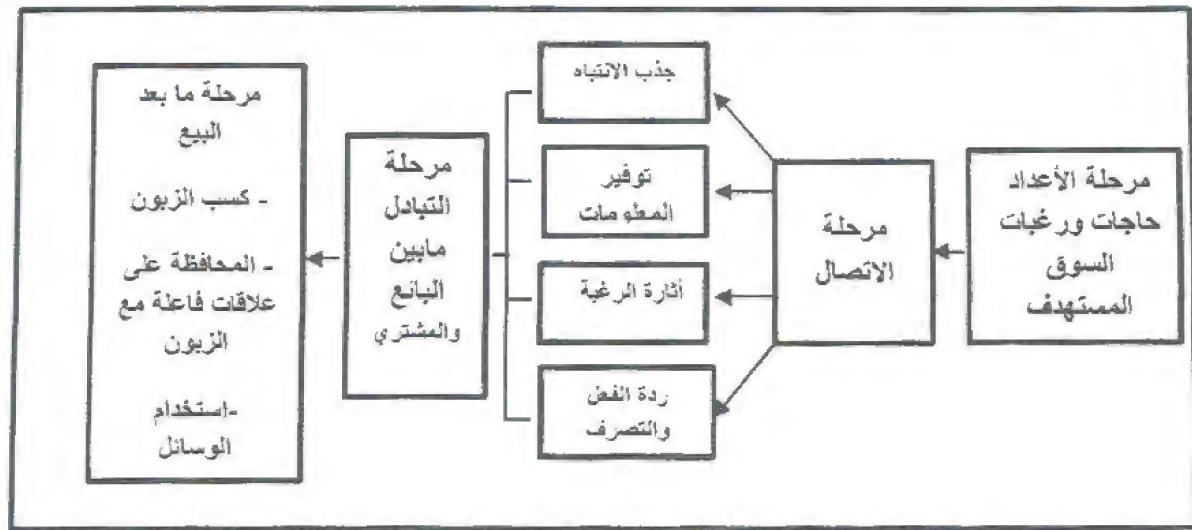 مرحلة الأعداد
حاجات ورغبات
السوق
المستهدف
مرحلة
الاتصال
جذب الانتباه
توفير
المعلومات
أثارة الرغبة
ردة الفعل
والتصرف
مرحلة
التبادل
مابين
البائع
والمشتري
مرحلة ما بعد
البيع
- كسب الزبون
- المحافظة على
علاقات فاعلة مع
الزبون
-استخدام
الوسائل